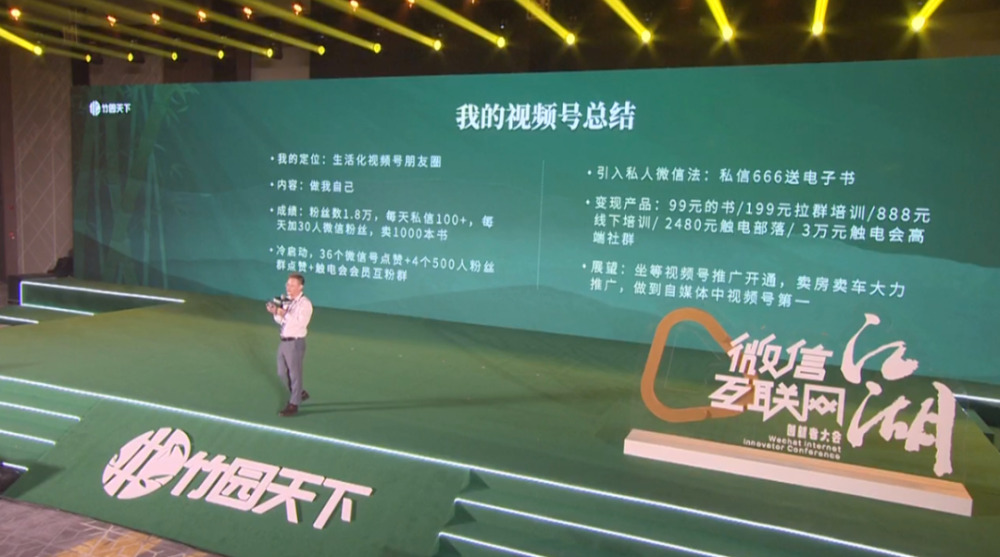 竹园天下
我的视频号总结
• 我的定位：生活化视频号朋友圈
• 内容：做我自己
• 成绩：粉丝数1.8万，每天私信100+，每
天加30人微信粉丝，卖1000本书
• 冷启动，36个微信号点赞+4个500人粉丝
群点赞+触电会会员互粉群
• 引入私人微信法：私信666送电子书
• 变现产品：99元的书/199元拉群培训/888元
线下培训/ 2480元触电部落/ 3万元触电会高
端社群
• 展望：坐等视频号推广开通，卖房卖车大力
推广，做到自媒体中视频号第一
微信
互联网
江湖
创新者大会
Wechat internet
innovator Conference
竹园天下